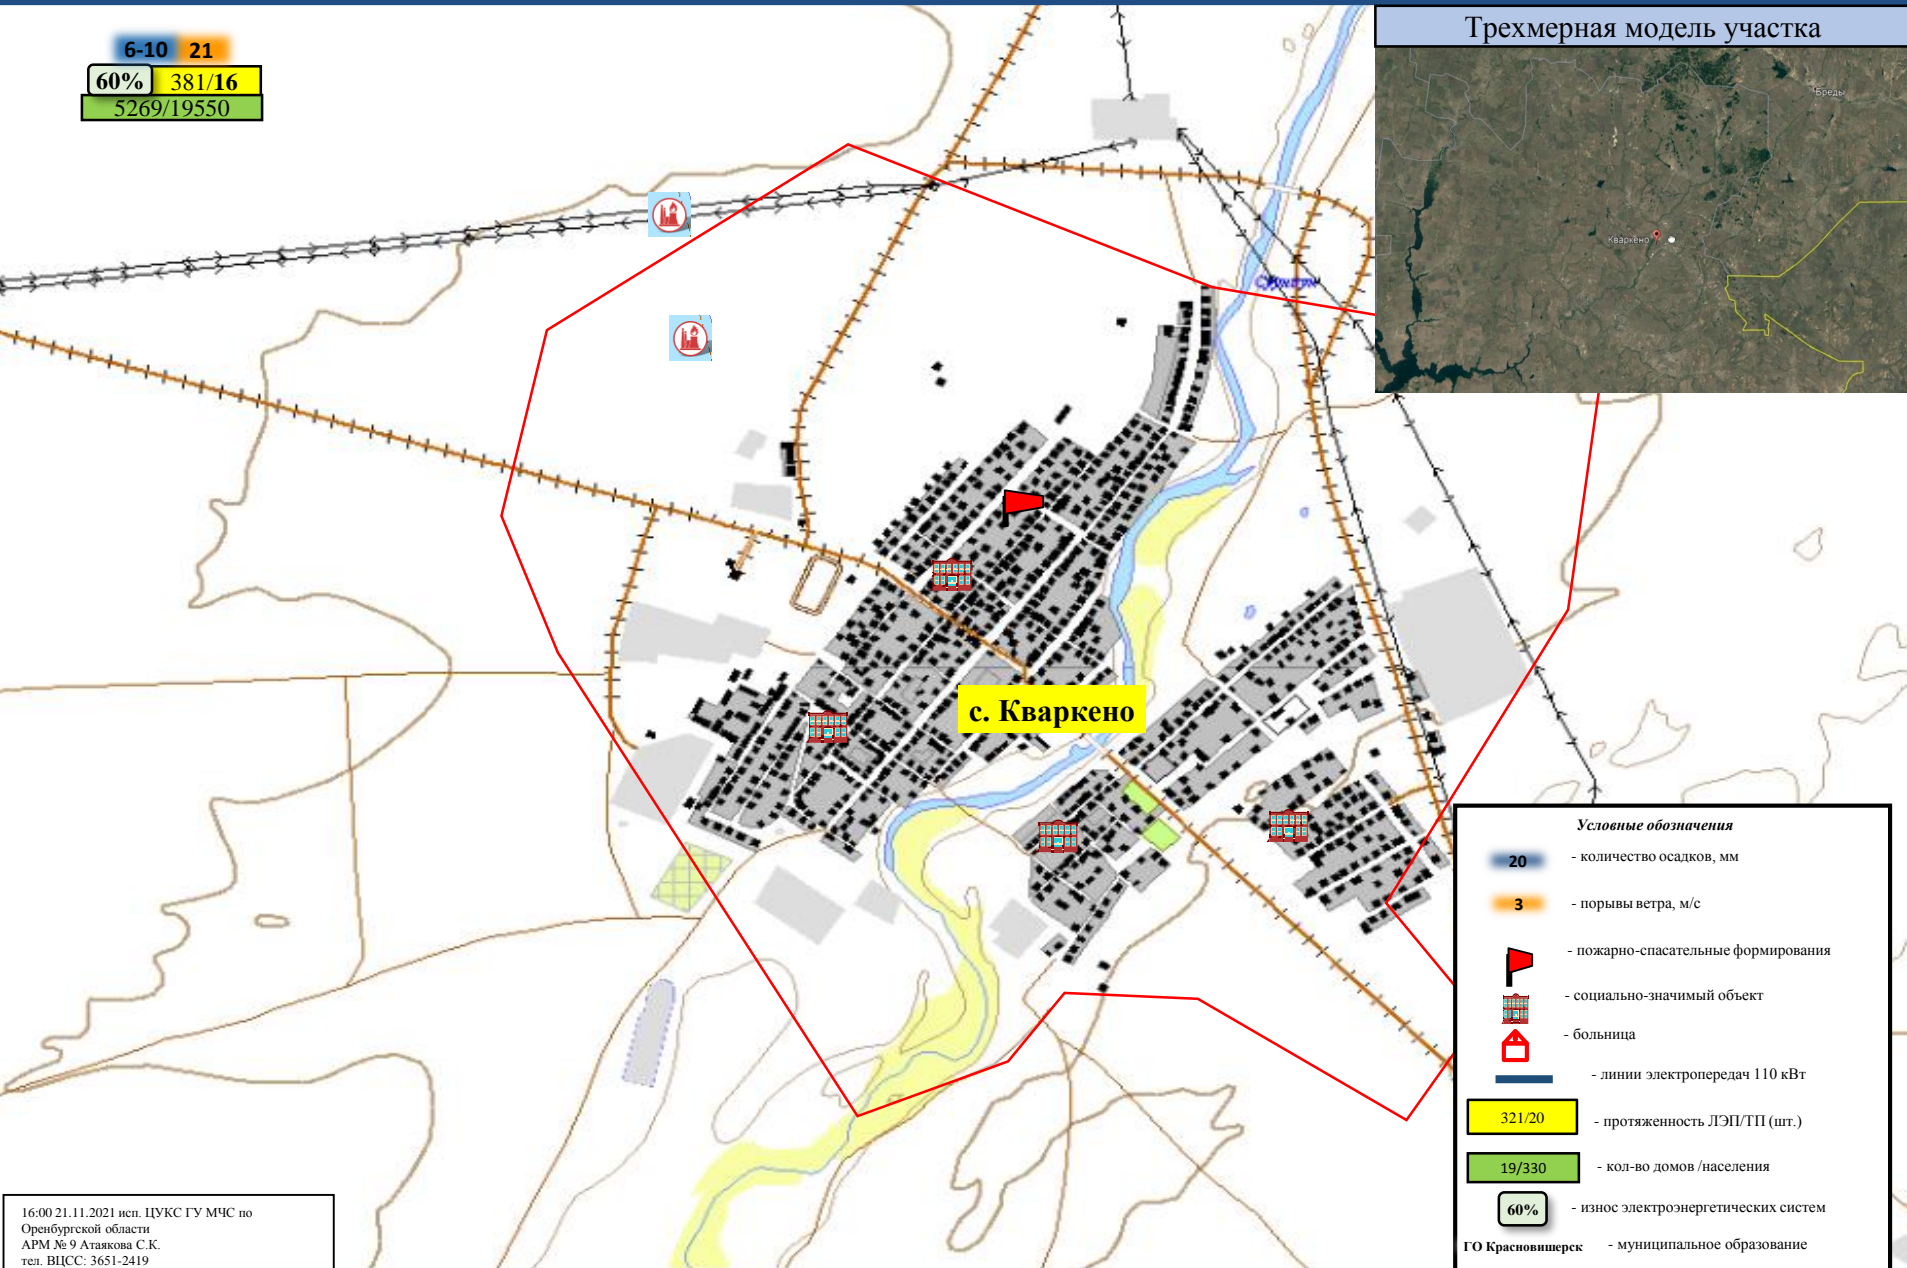 6-10 21
60% 381/16
5269/19550
Трехмерная модель участка
Бреды
Кваркено
с. Кваркено
Условные обозначения
20 - количество осадков, мм
3 - порывы ветра, м/с
- пожарно-спасательные формирования
- социально-значимый объект
- больница
- линии электропередач 110 кВт
321/20 - протяженность ЛЭП/ТП (шт.)
19/330 - кол-во домов /населения
60% - износ электроэнергетических систем
ГО Красновишерск - муниципальное образование
16:00 21.11.2021 исп. ЦУКС ГУ МЧС по
Оренбургской области
АРМ № 9 Атаякова С.К.
тел. ВЦСС: 3651-2419